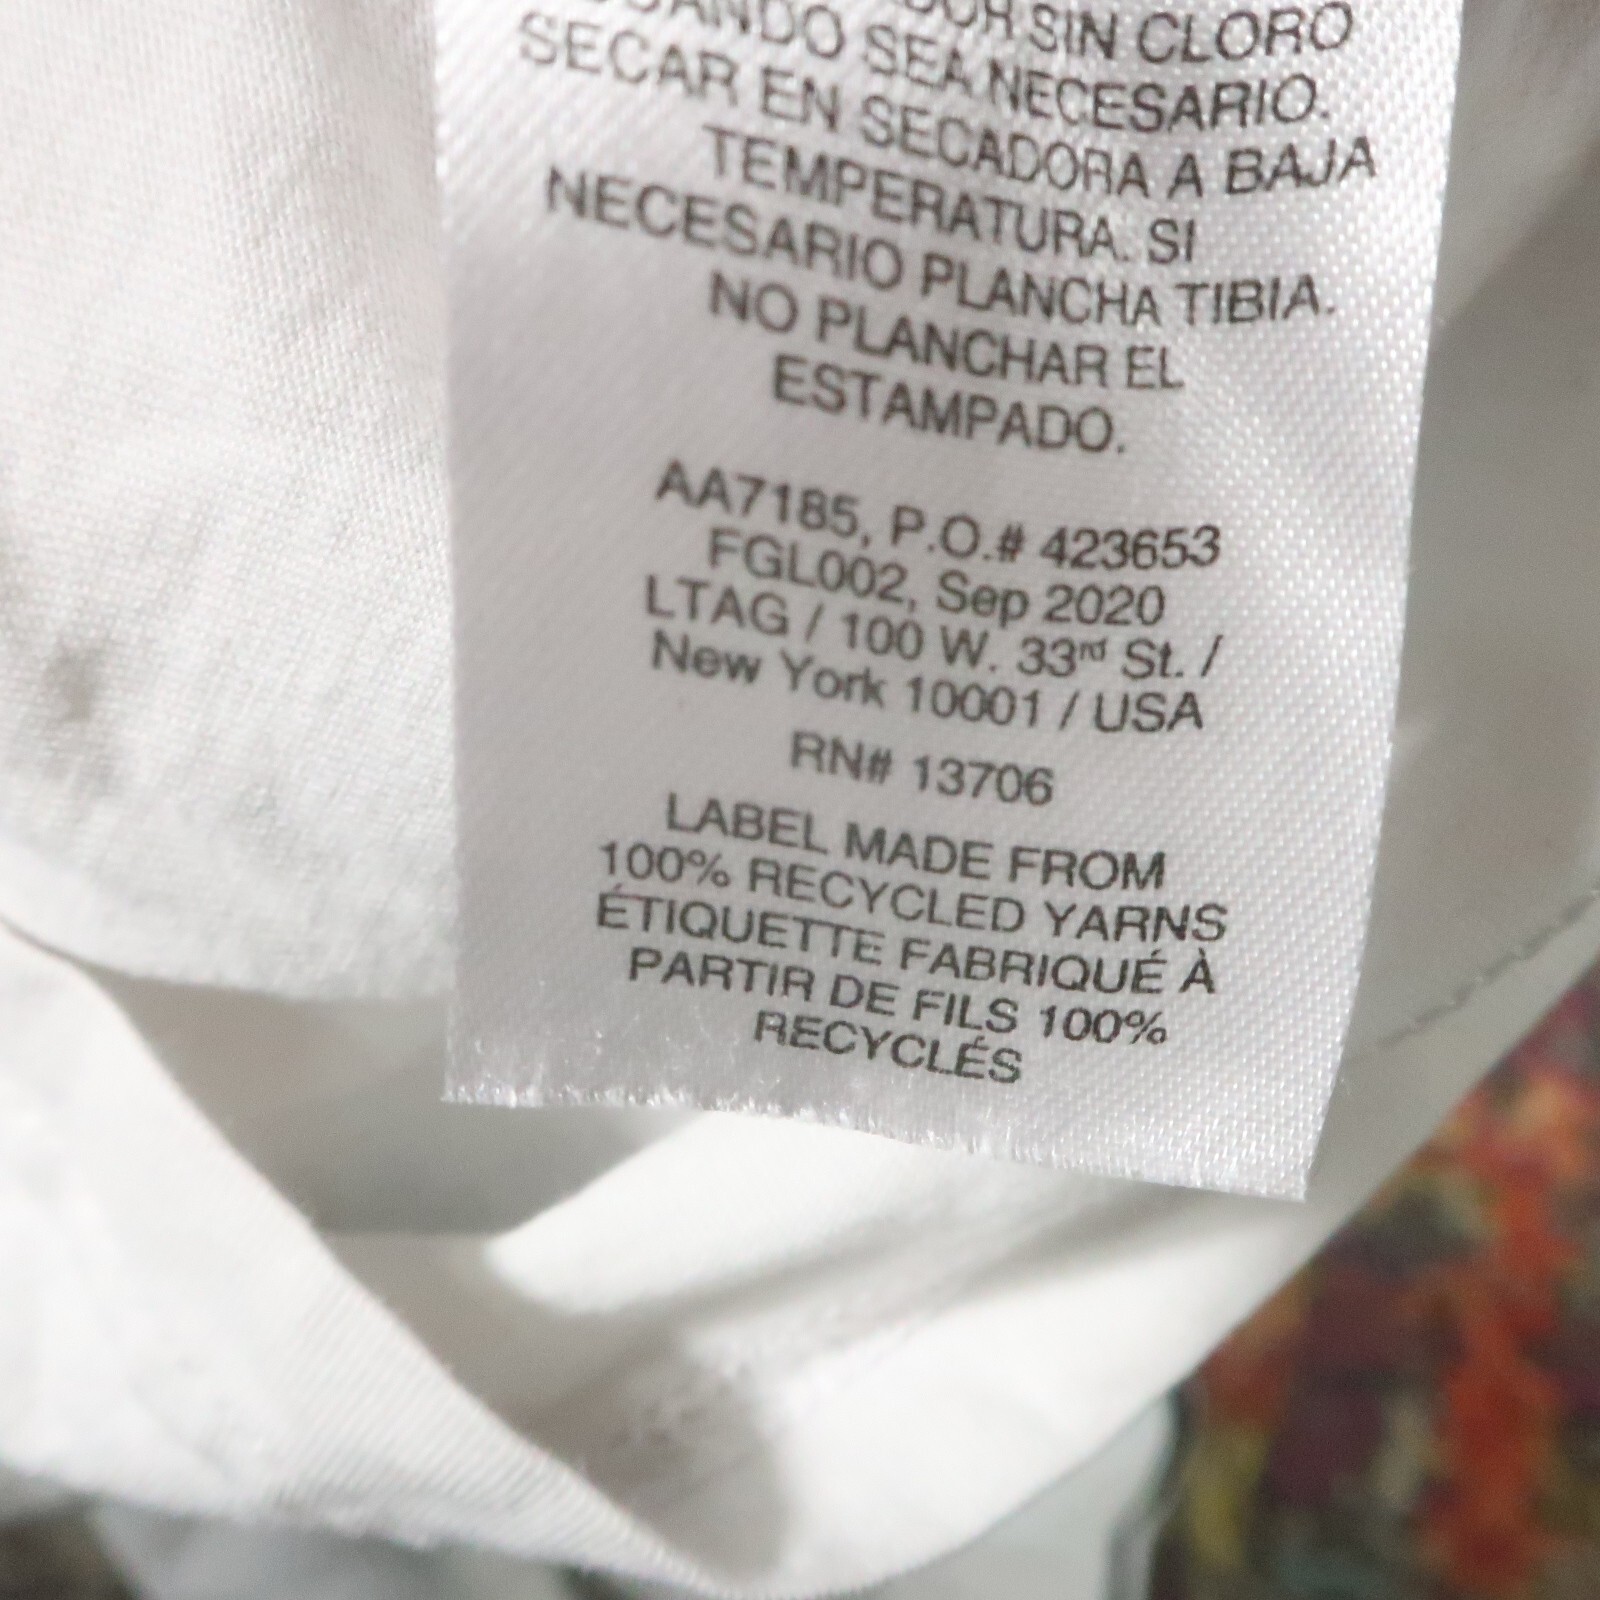 SIN CLORO
CUANDO SEA NECESARIO.
SECAR EN SECADORA A BAJA
TEMPERATURA. SI
NECESARIO PLANCHA TIBIA.
NO PLANCHAR EL
ESTAMPADO.
AA7185, P.O.# 423653
FGL002, Sep 2020
LTAG / 100 W. 33rd St. /
New York 10001 / USA
RN# 13706
LABEL MADE FROM
100% RECYCLED YARNS
ÉTIQUETTE FABRIQUÉ À
PARTIR DE FILS 100%
RECYCLÉS